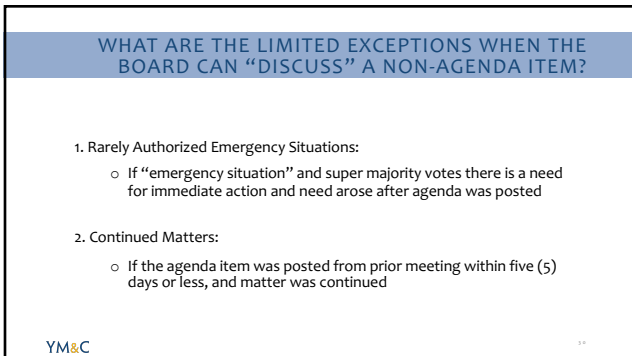 WHAT ARE THE LIMITED EXCEPTIONS WHEN THE
BOARD CAN “DISCUSS” A NON-AGENDA ITEM?
1. Rarely Authorized Emergency Situations:
o If “emergency situation” and super majority votes there is a need
for immediate action and need arose after agenda was posted
2. Continued Matters:
o If the agenda item was posted from prior meeting within five (5)
days or less, and matter was continued
YM&C